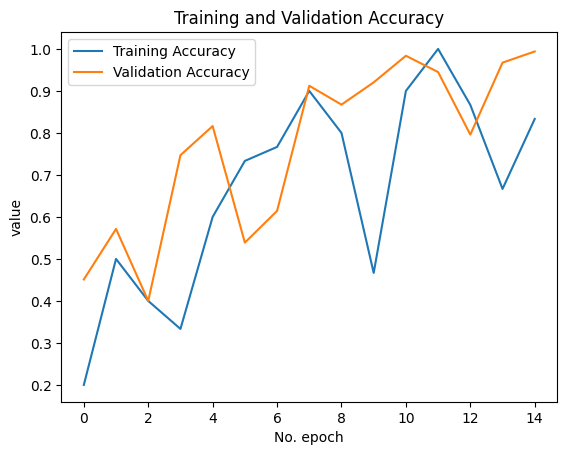 Training and Validation Accuracy
Training Accuracy
Validation Accuracy
1.0
0.9
0.8
0.7
0.6
0.5
0.4
0.3
0.2
value
0 2 4 6 8 10 12 14
No. epoch